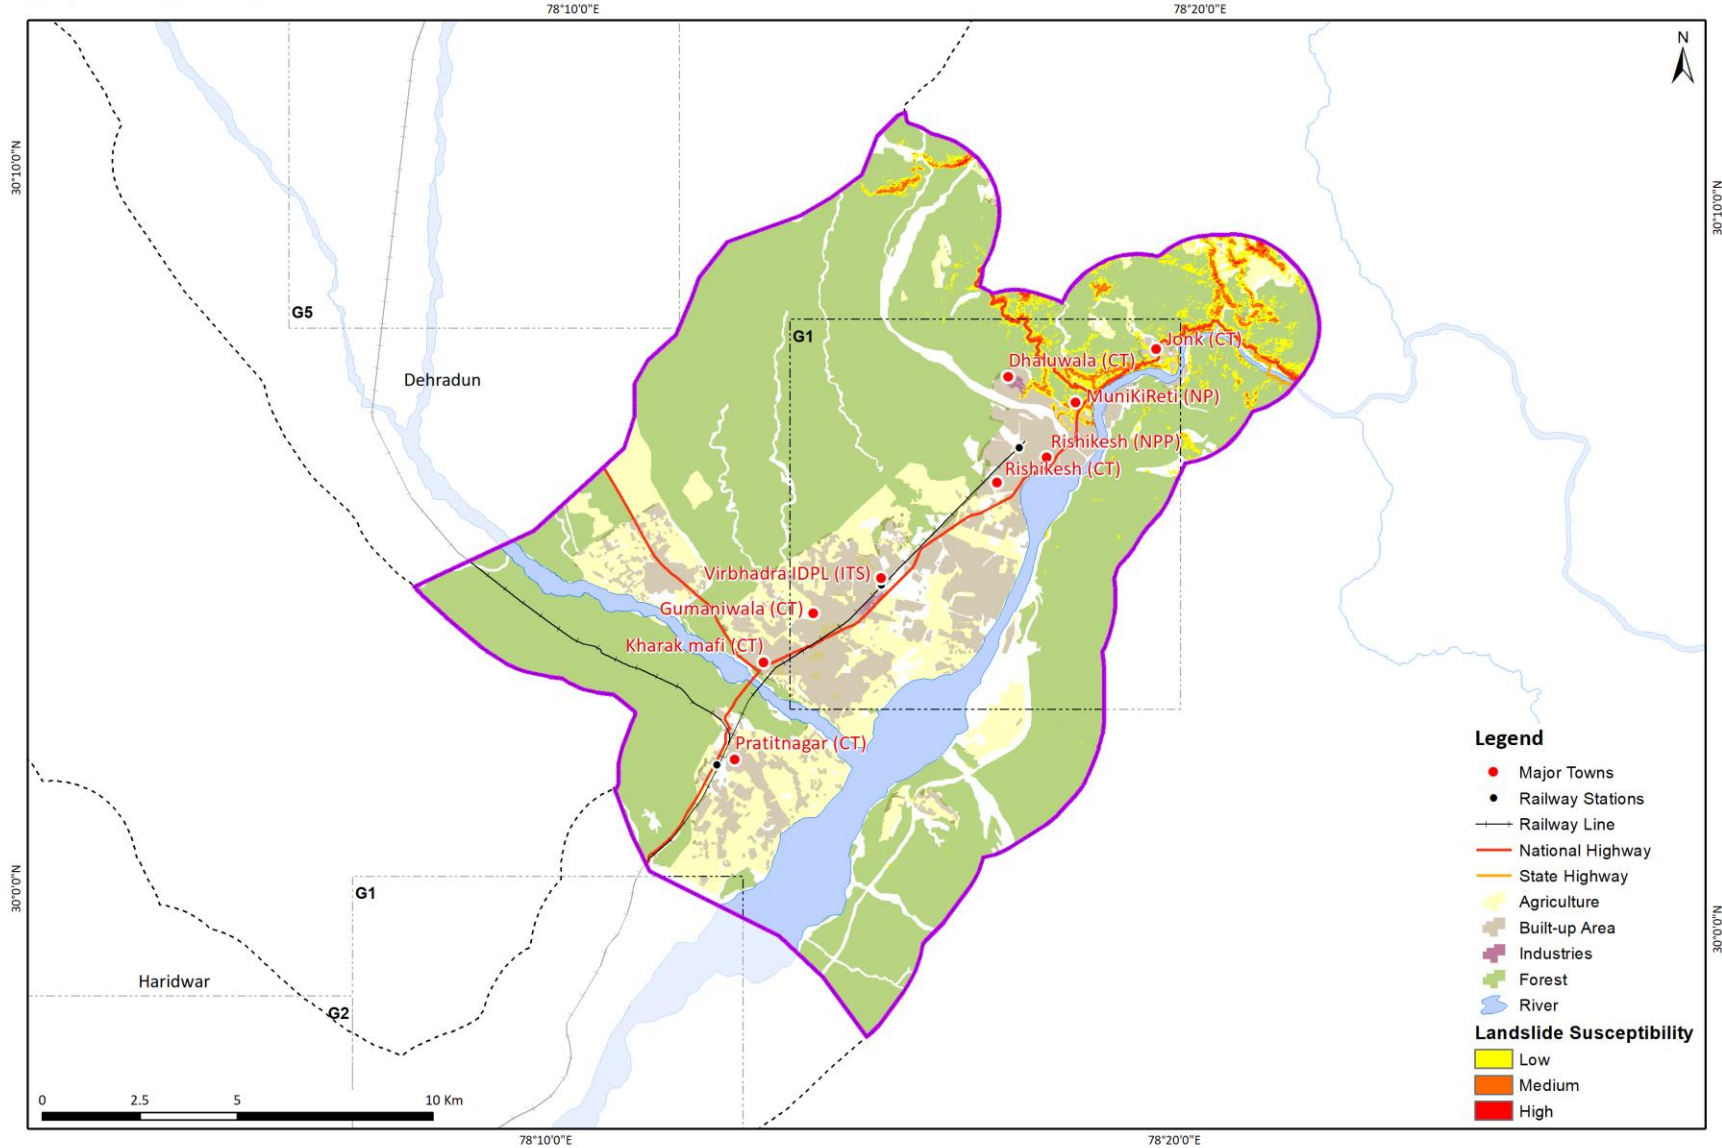 78°10'0"E
78°20'0"E
N
30°10'0"N
30°10'0"N
G5
G1
Jonk (CT)
Dhaluwala (CT)
Dehradun
MuniKiReti (NP)
Rishikesh (NPP)
Rishikesh (CT)
Virbhadra IDPL (ITS)
Gumaniwala (CT)
Kharak mafi (CT)
Pratitnagar (CT)
Legend
Major Towns
Railway Stations
Railway Line
National Highway
State Highway
Agriculture
Built-up Area
Industries
Forest
River
Landslide Susceptibility
Low
Medium
High
30°0'0"N
30°0'0"N
G1
Haridwar
G2
0 2.5 5 10 Km
78°10'0"E
78°20'0"E